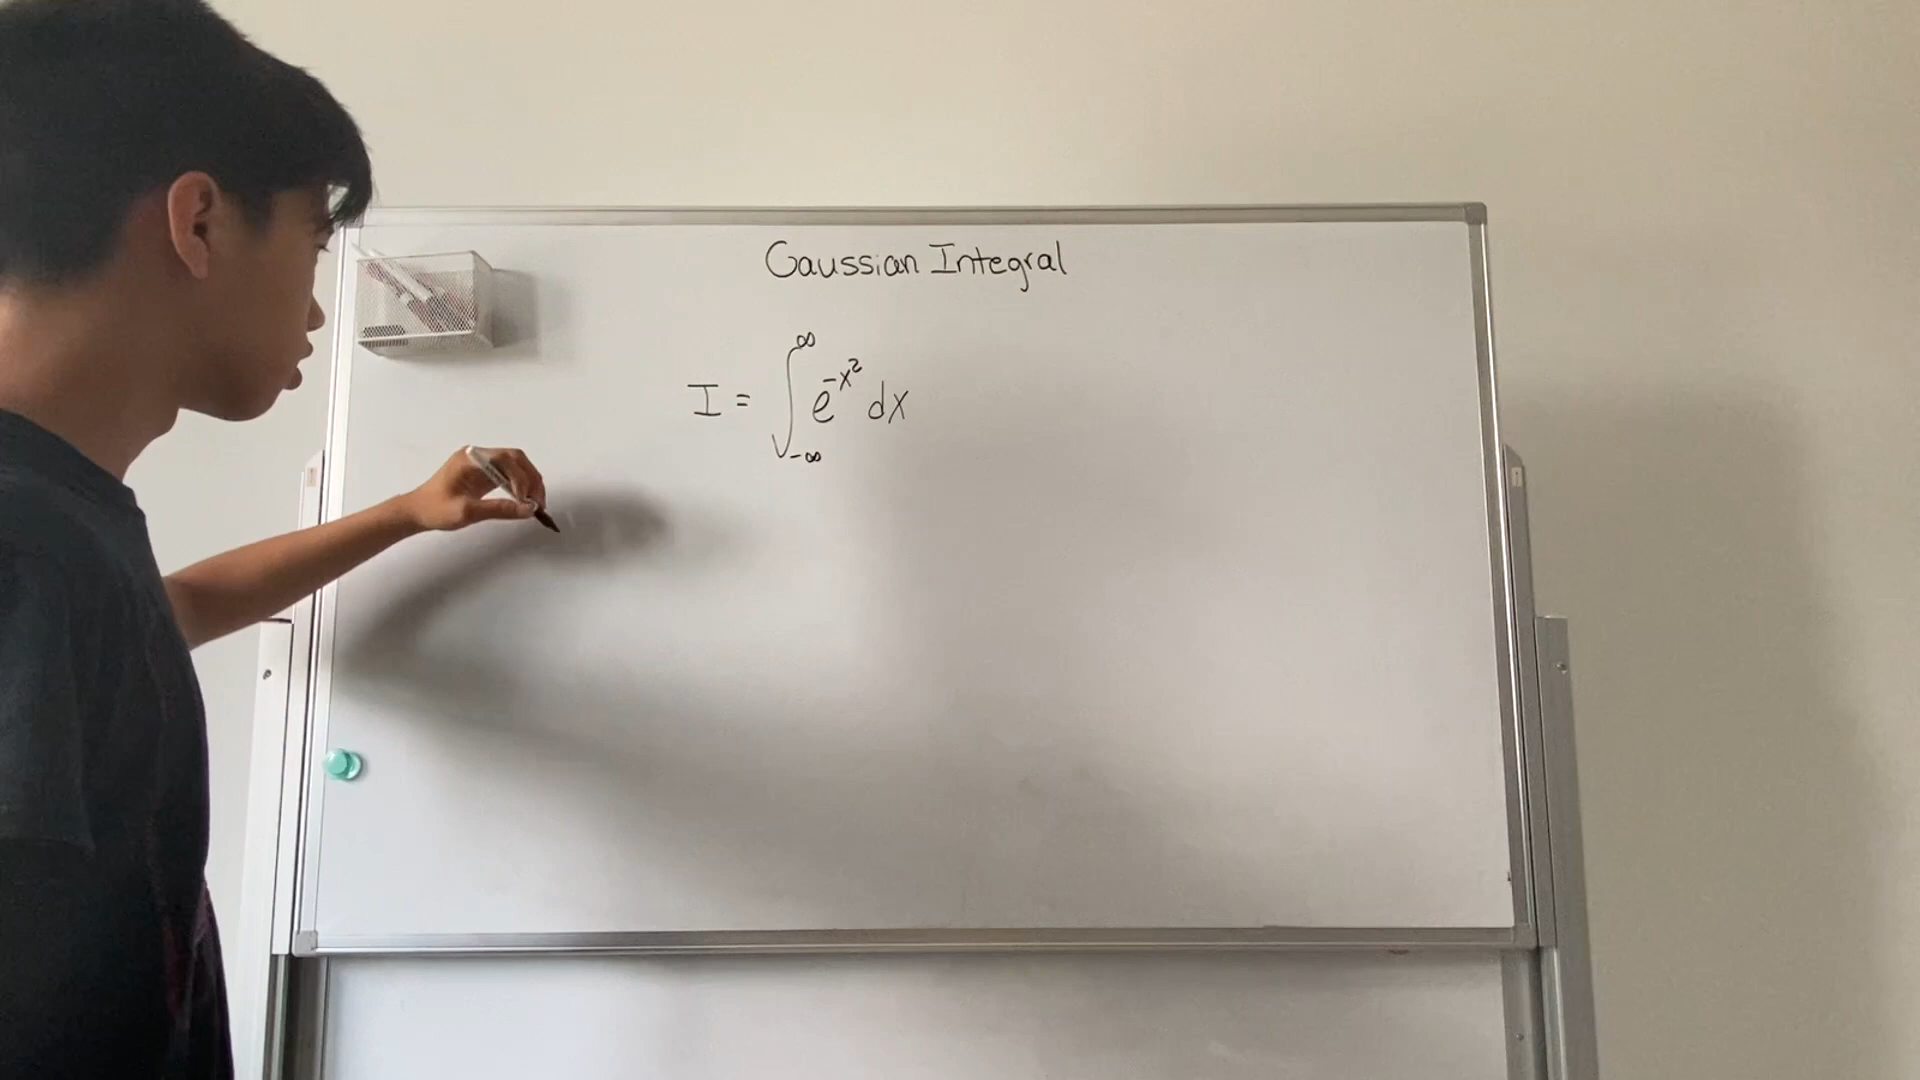 Gaussian Integral
I = ∫_{-∞}^{∞} e^{-x²} dx